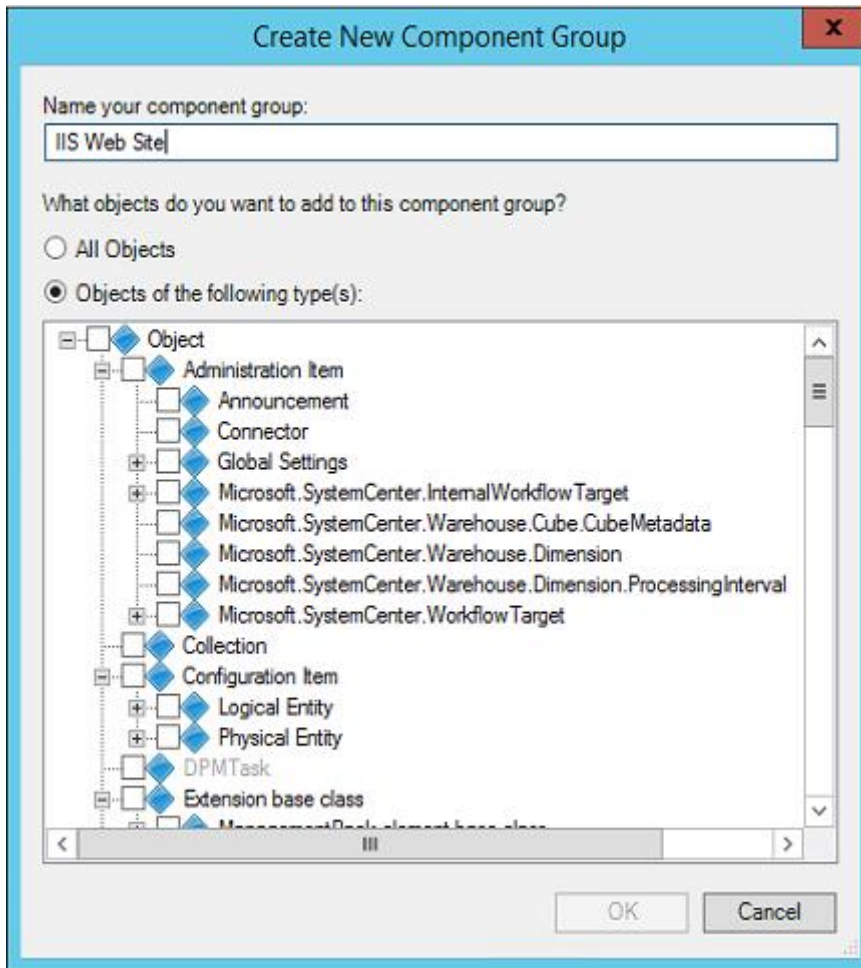 Create New Component Group
x
Name your component group:
IIS Web Site
What objects do you want to add to this component group?
All Objects
Objects of the following type(s):
Object
Administration Item
Announcement
Connector
Global Settings
Microsoft.SystemCenter.InternalWorkflowTarget
Microsoft.SystemCenter.Warehouse.Cube.CubeMetadata
Microsoft.SystemCenter.Warehouse.Dimension
Microsoft.SystemCenter.Warehouse.Dimension.ProcessingInterval
Microsoft.SystemCenter.WorkflowTarget
Collection
Configuration Item
Logical Entity
Physical Entity
DPMTask
Extension base class
OK Cancel